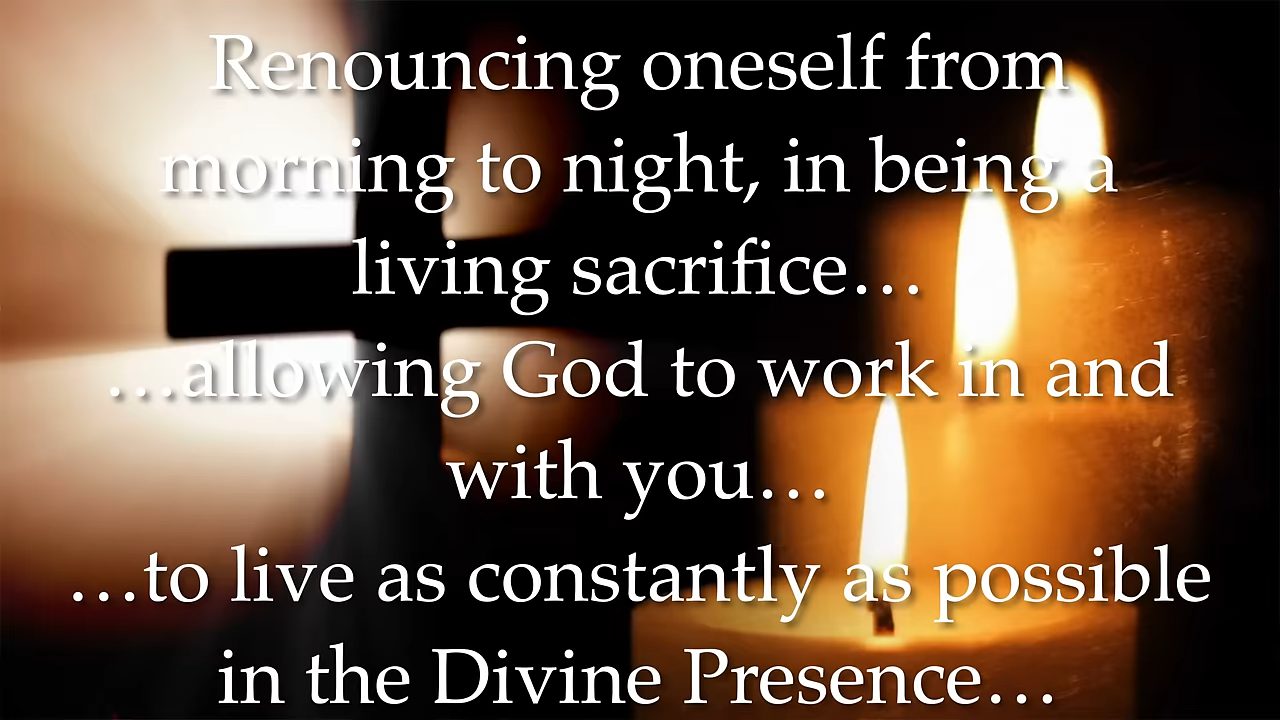 Renouncing oneself from
morning to night, in being a
living sacrifice…
…allowing God to work in and
with you…
…to live as constantly as possible
in the Divine Presence…